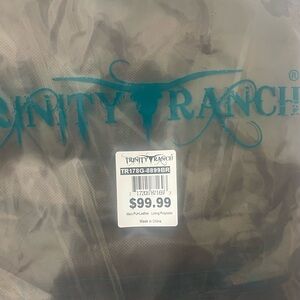 RINITY RANCH ®
TRINITY RANCH
TR178G-8899BR
$99.99
Made in China